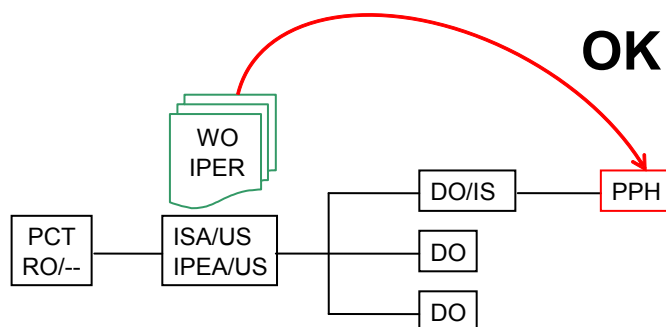 OK
WO
IPER
DO/IS
PPH
PCT
RO/--
ISA/US
IPEA/US
DO
DO